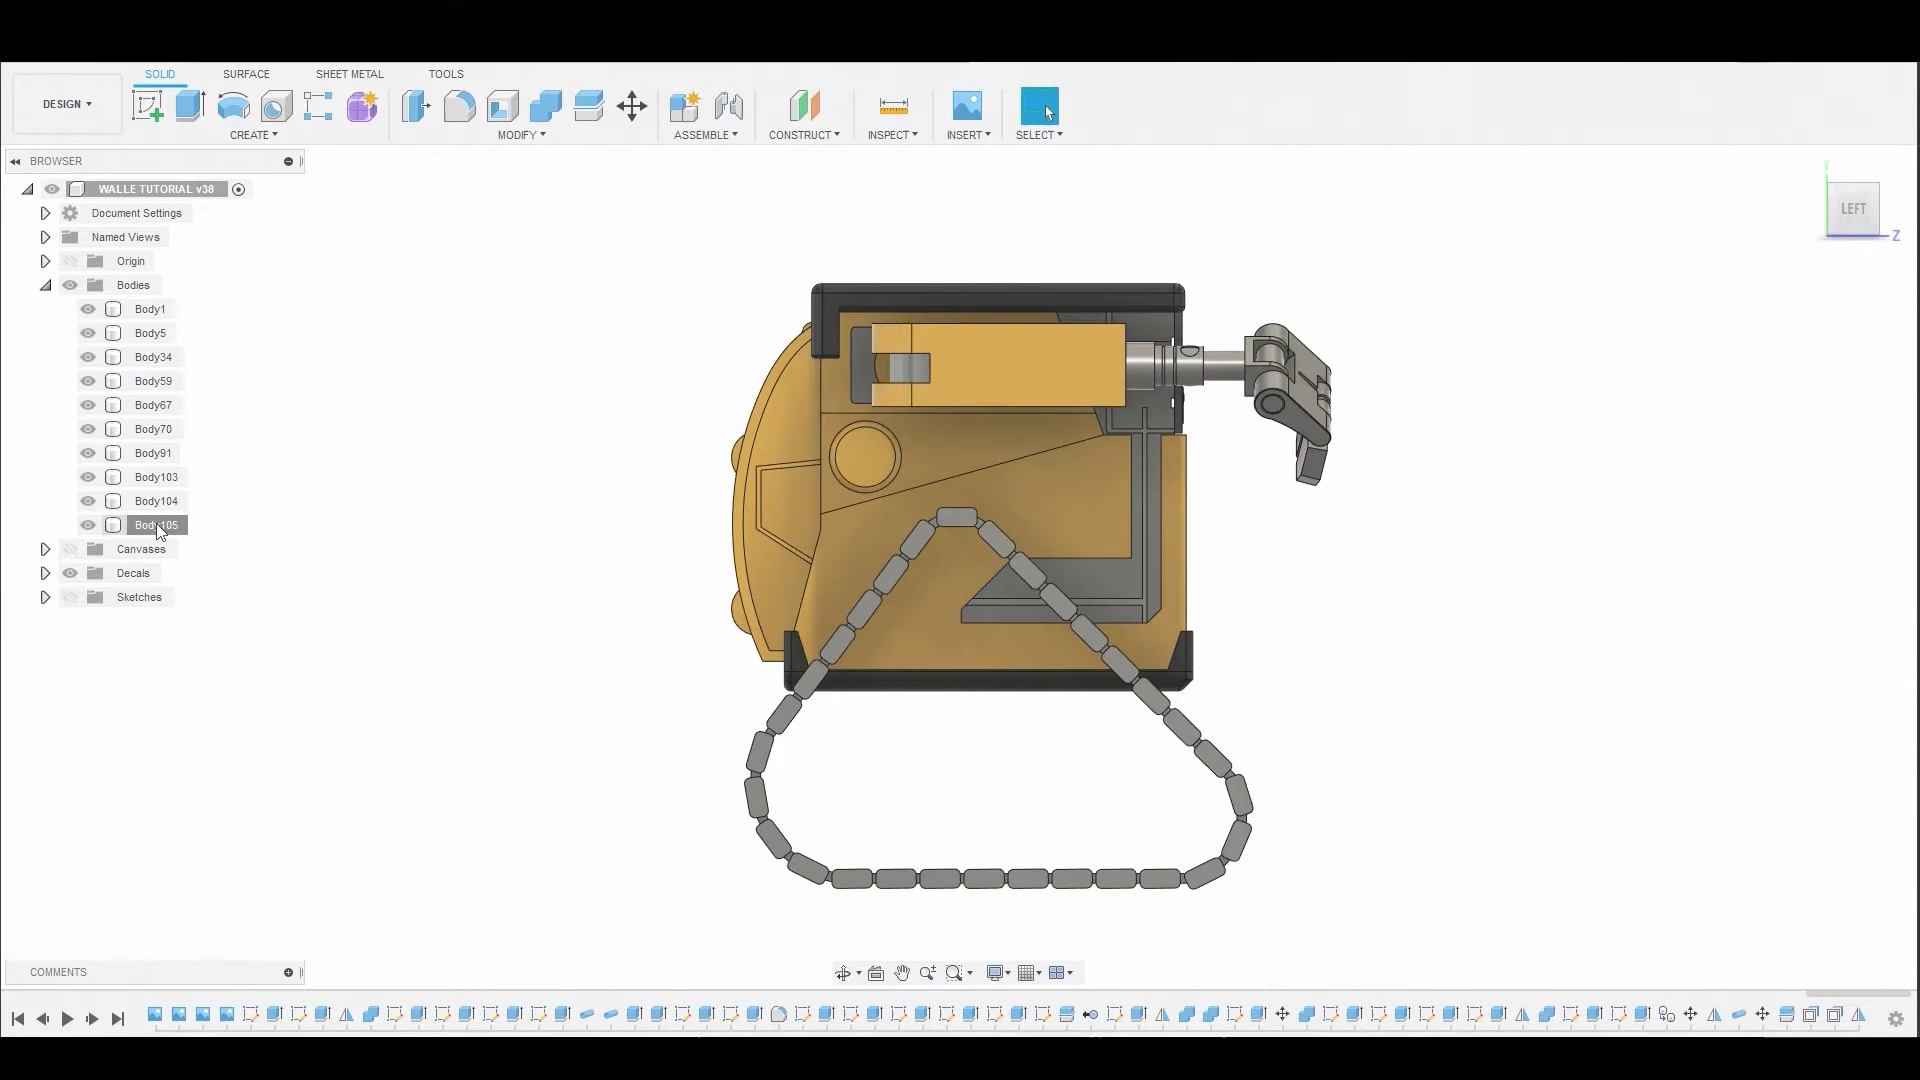 SOLID SURFACE SHEET METAL TOOLS
DESIGN
CREATE MODIFY ASSEMBLE CONSTRUCT INSPECT INSERT SELECT
BROWSER
WALLE TUTORIAL v38
Document Settings
Named Views
Origin
Bodies
Body1
Body5
Body34
Body59
Body67
Body70
Body91
Body103
Body104
Body105
Canvases
Decals
Sketches
Y
LEFT
Z
COMMENTS